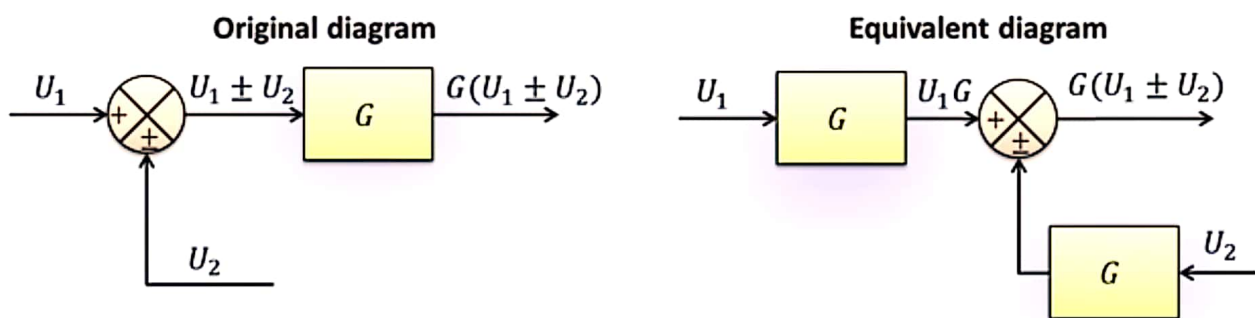 Original diagram
U₁
+
±
U₁ ± U₂
G
G(U₁ ± U₂)
U₂
Equivalent diagram
U₁
G
U₁G
+
±
G(U₁ ± U₂)
G
U₂